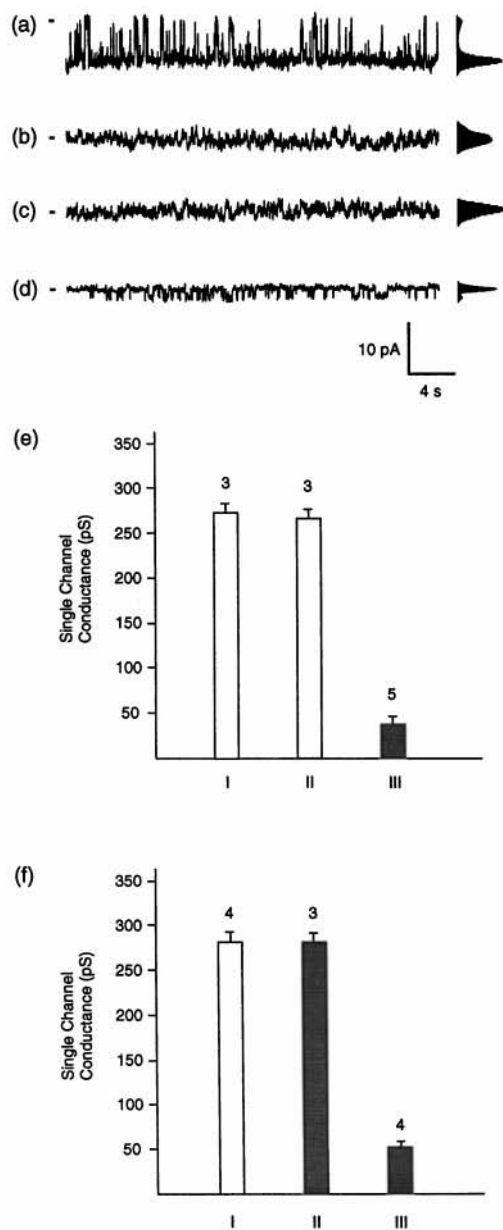 (a)
(b)
(c)
(d)
10 pA
4 s
(e)
Single Channel
Conductance (pS)
350
300
250
200
150
100
50
3
3
5
I
II
III
(f)
Single Channel
Conductance (pS)
350
300
250
200
150
100
50
4
3
4
I
II
III